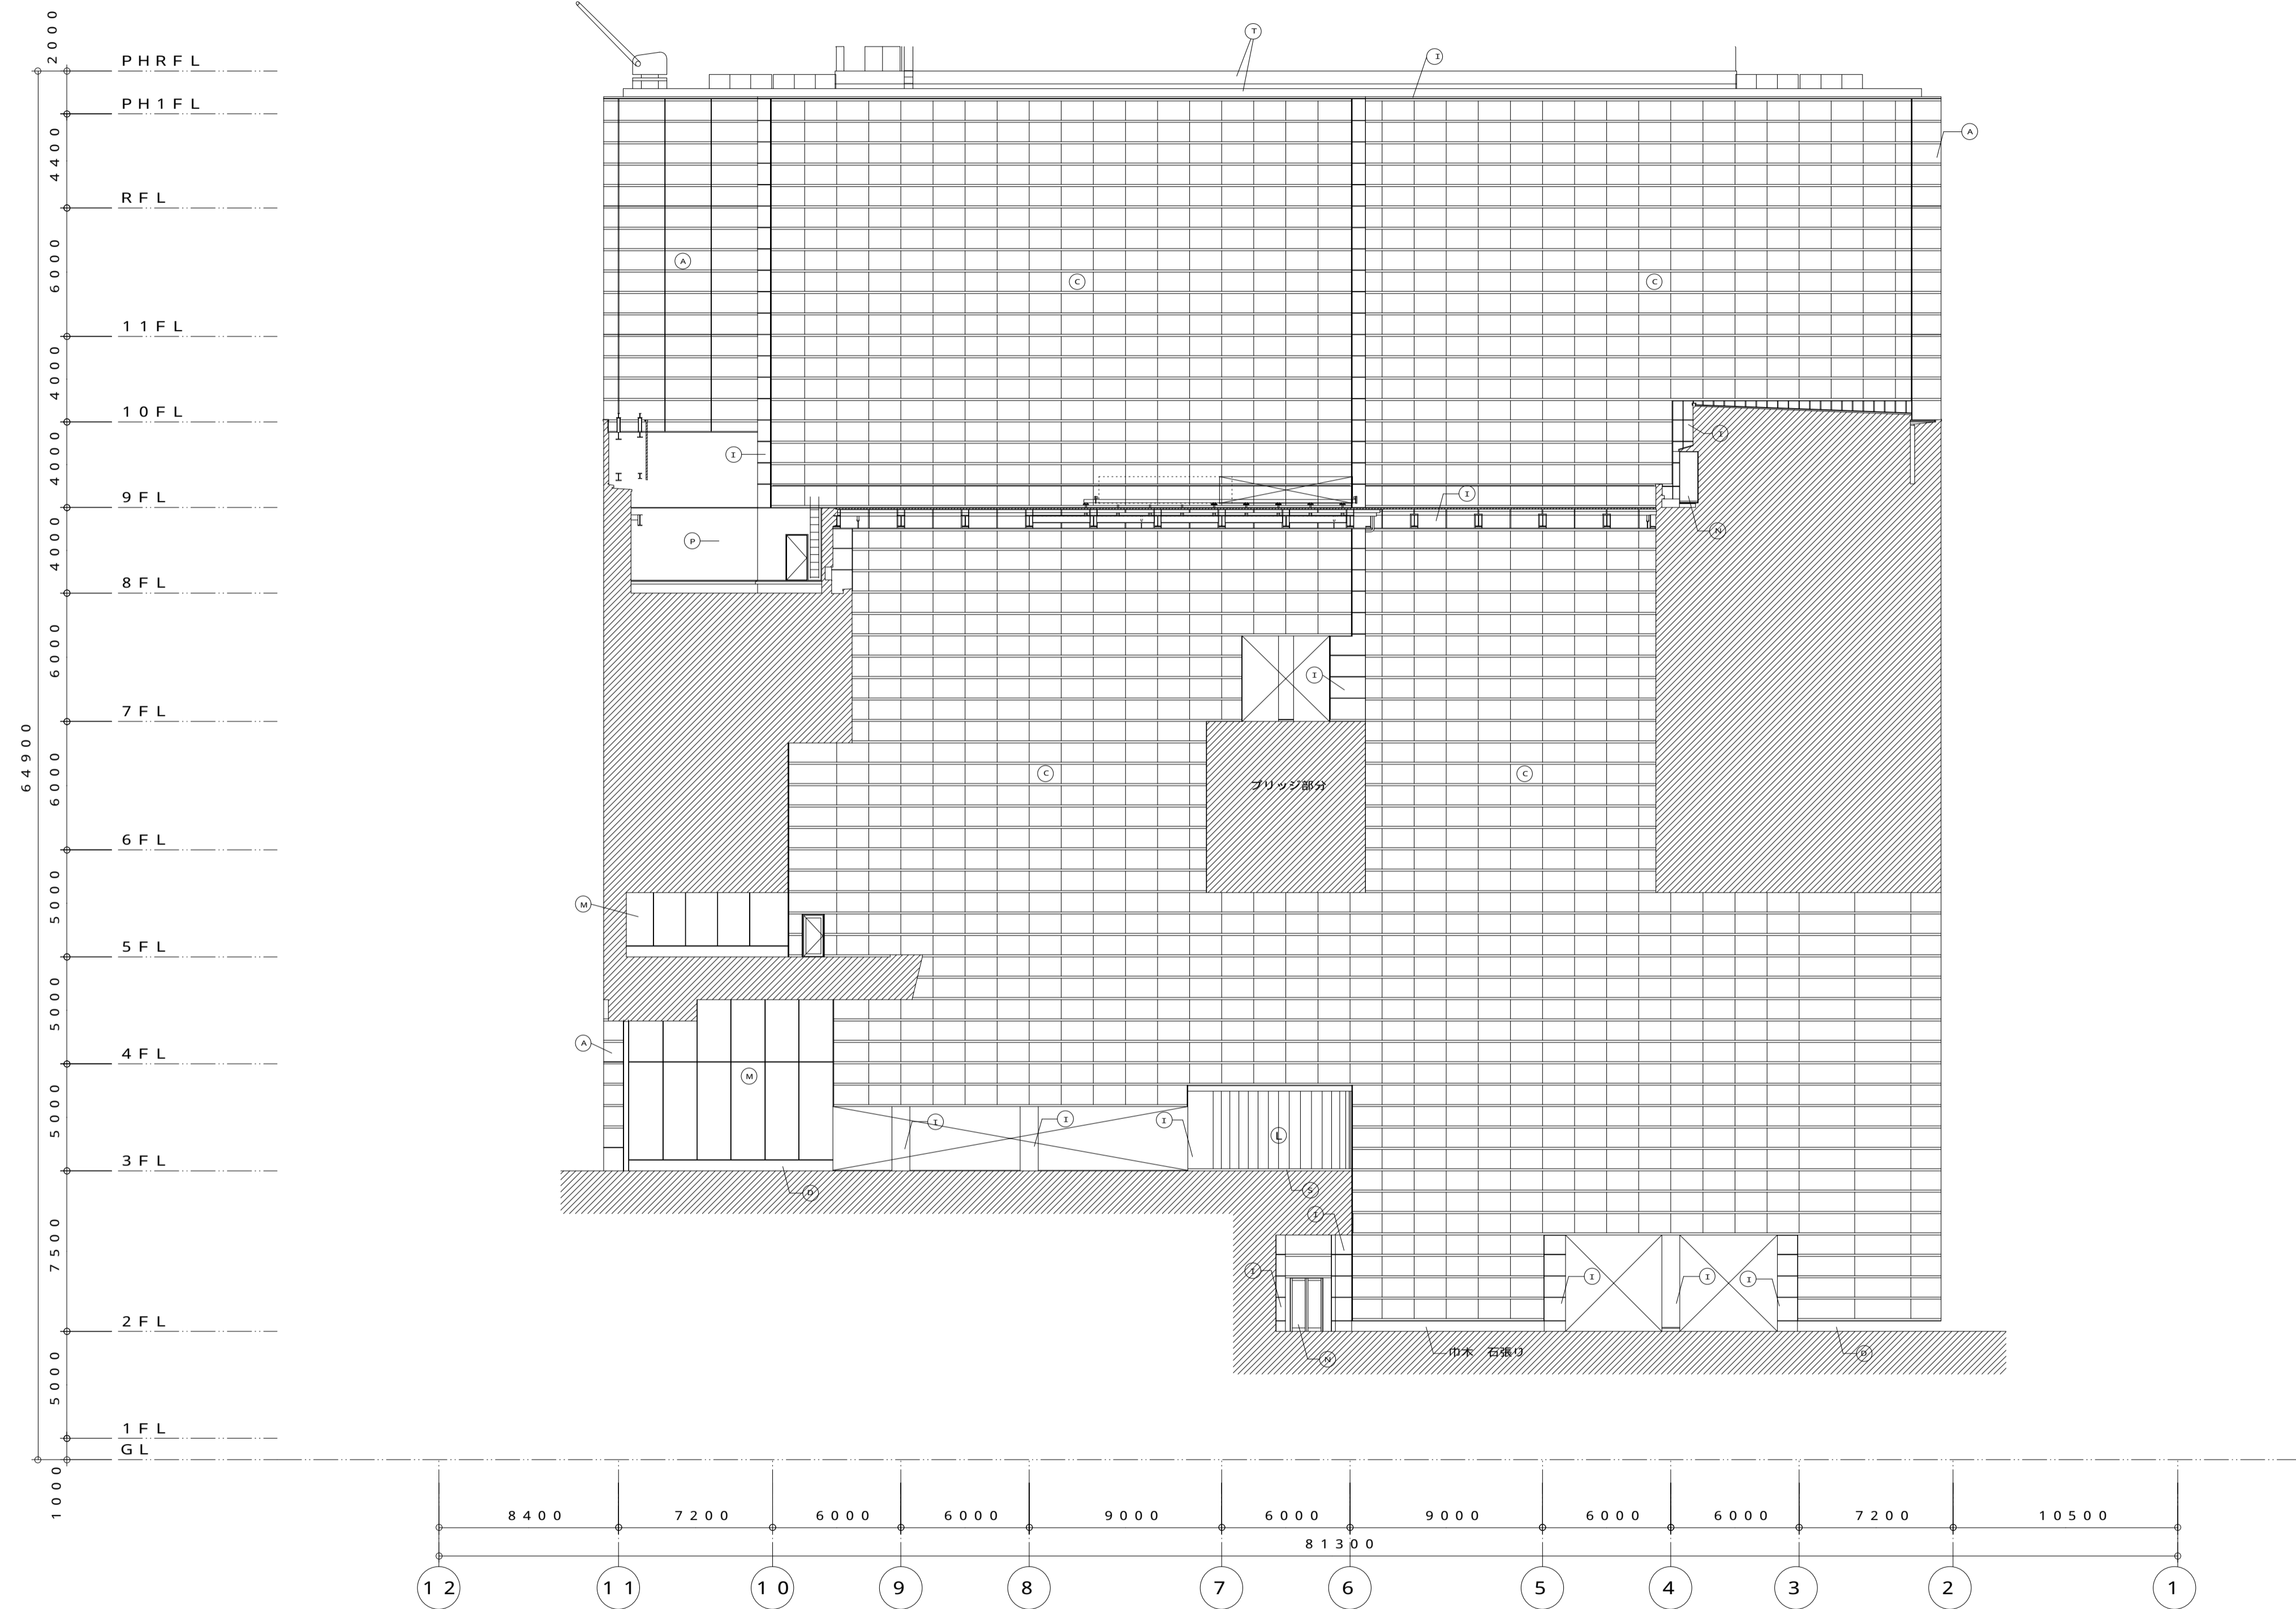 2000
PHRFL
PH1FL
4400
RFL
6000
11FL
40000
10FL
4000
9FL
4000
8FL
6000
7FL
64900
6000
6FL
5000
5FL
5000
4FL
5000
3FL
7500
2FL
5000
1FL
GL
1000
T
I
A
A
C
C
I
I
I
N
P
I
C
ブリッジ部分
C
M
A
M
I
I
I
L
D
S
I
I
I
I
I
N
巾木 石張り
D
8400
7200
6000
6000
9000
6000
9000
6000
6000
7200
10500
81300
12
11
10
9
8
7
6
5
4
3
2
1